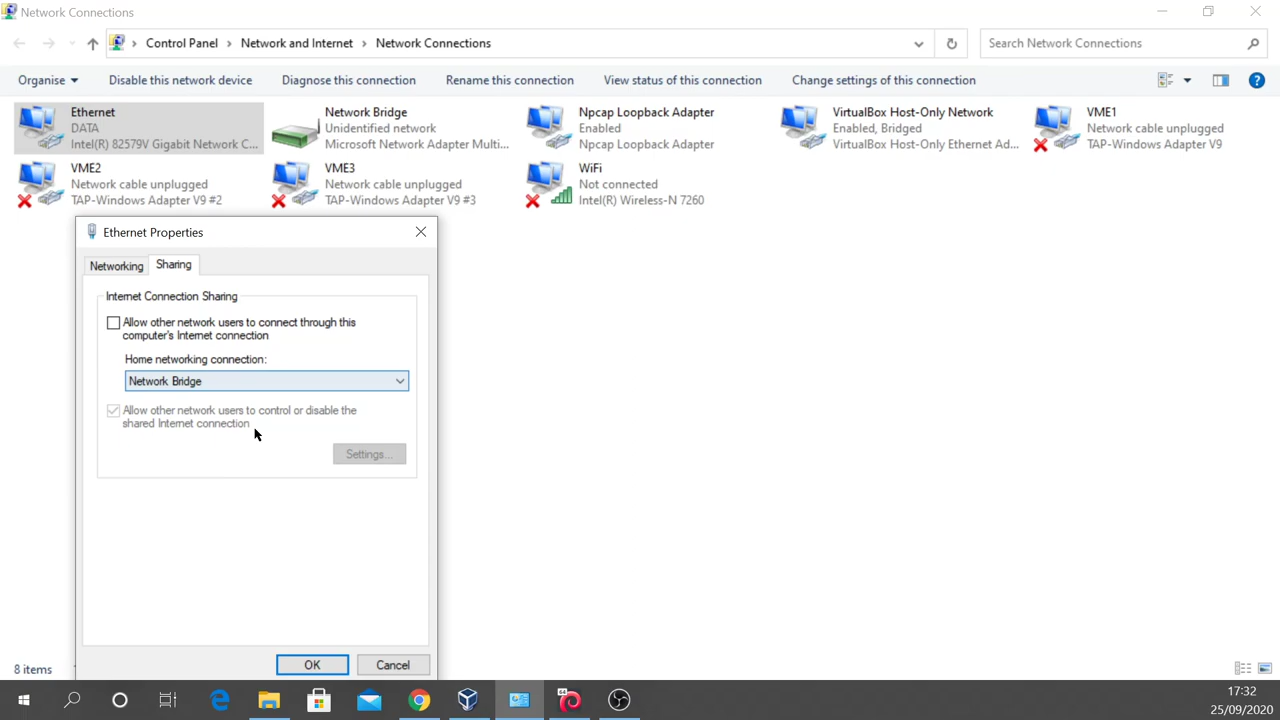 Network Connections
Control Panel > Network and Internet > Network Connections
Search Network Connections
Organise
Disable this network device
Diagnose this connection
Rename this connection
View status of this connection
Change settings of this connection
Ethernet
DATA
Intel(R) 82579V Gigabit Network C...
Network Bridge
Unidentified network
Microsoft Network Adapter Multi...
Npcap Loopback Adapter
Enabled
Npcap Loopback Adapter
VirtualBox Host-Only Network
Enabled, Bridged
VirtualBox Host-Only Ethernet Ad...
VME1
Network cable unplugged
TAP-Windows Adapter V9
VME2
Network cable unplugged
TAP-Windows Adapter V9 #2
VME3
Network cable unplugged
TAP-Windows Adapter V9 #3
WiFi
Not connected
Intel(R) Wireless-N 7260
Ethernet Properties
Networking
Sharing
Internet Connection Sharing
Allow other network users to connect through this
computer's Internet connection
Home networking connection:
Network Bridge
Allow other network users to control or disable the
shared Internet connection
Settings...
OK
Cancel
8 items
64
17:32
25/09/2020